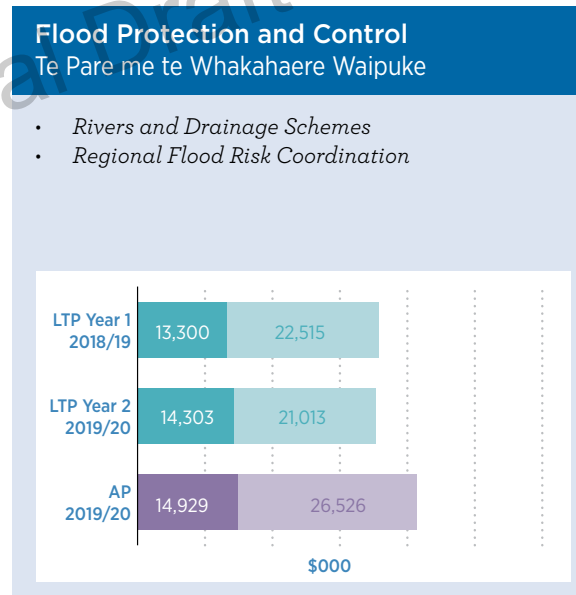 al Draft
Flood Protection and Control
Te Pare me te Whakahaere Waipuke
• Rivers and Drainage Schemes
• Regional Flood Risk Coordination
LTP Year 1
2018/19
13,300 22,515
LTP Year 2
2019/20
14,303 21,013
AP
2019/20
14,929 26,526
$000